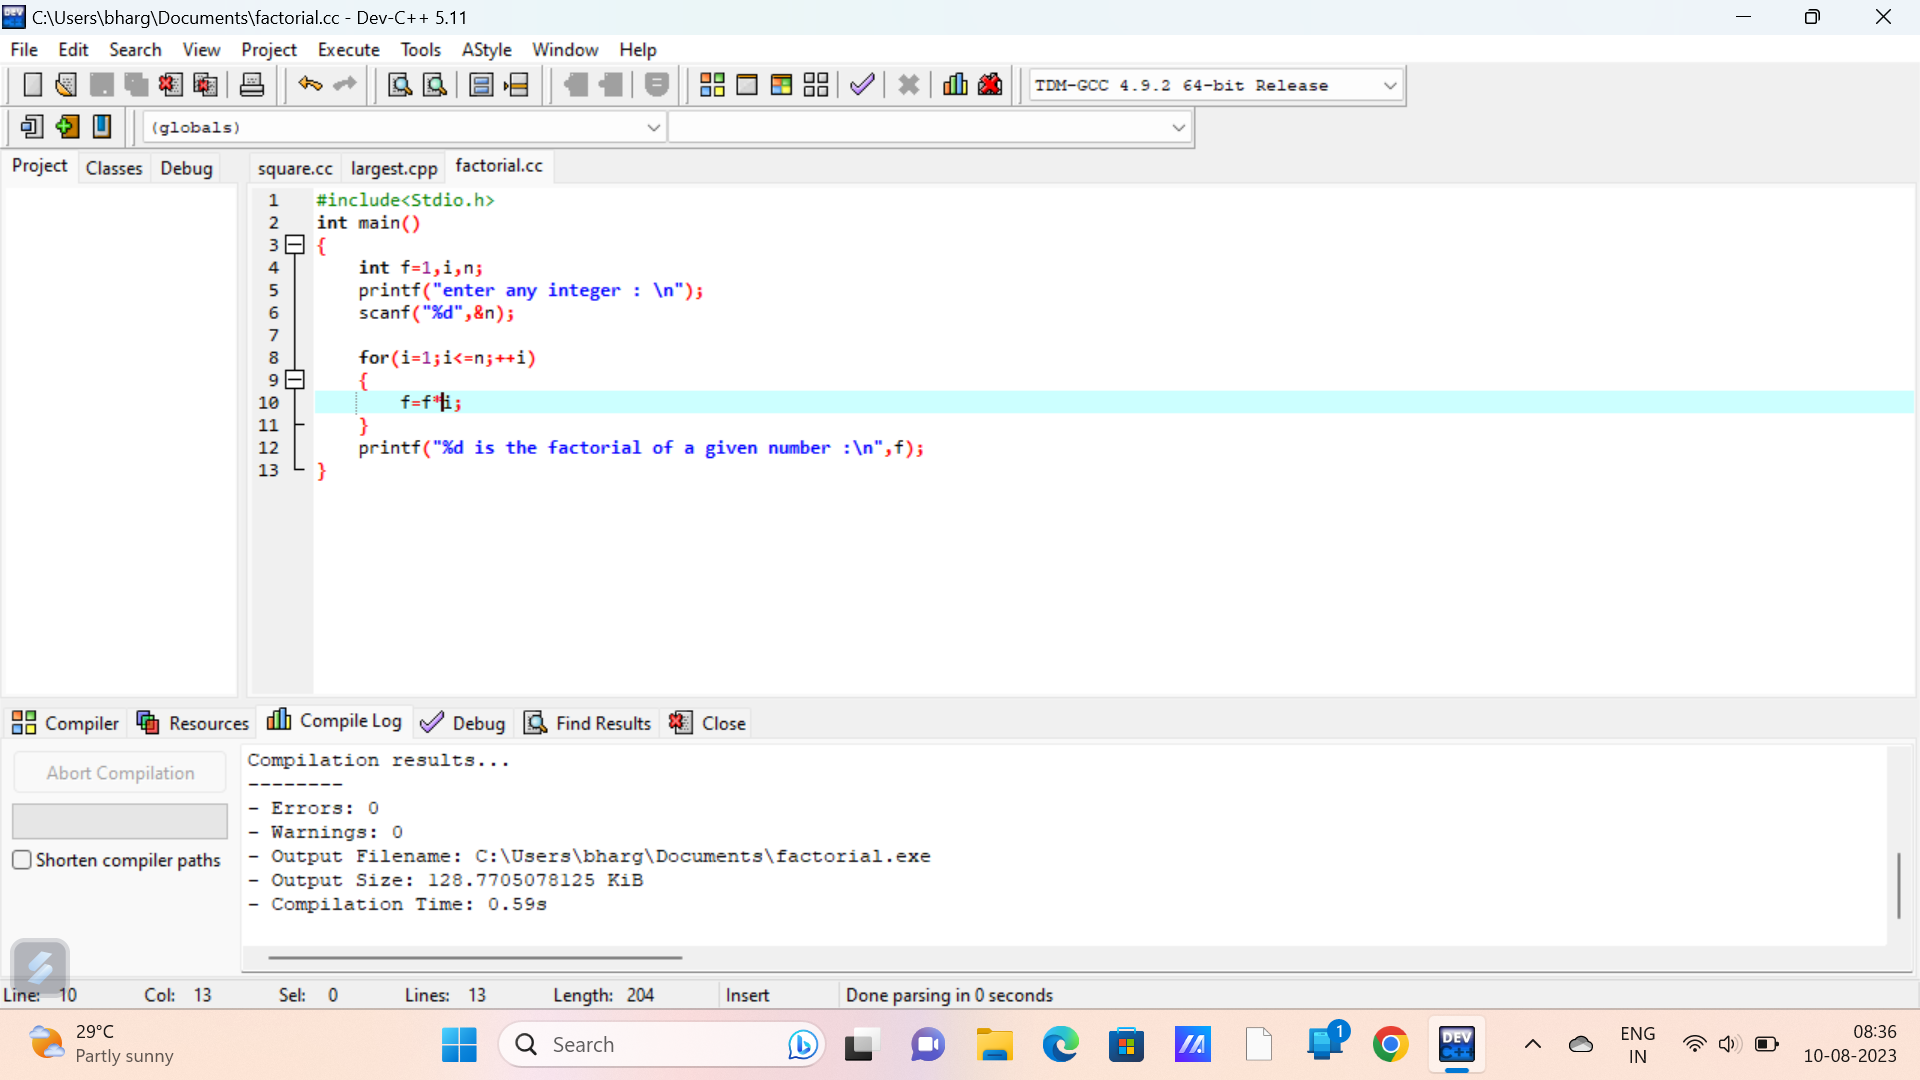 C:\Users\bharg\Documents\factorial.cc - Dev-C++ 5.11
File Edit Search View Project Execute Tools AStyle Window Help
TDM-GCC 4.9.2 64-bit Release
(globals)
Project Classes Debug square.cc largest.cpp factorial.cc
1 #include<Stdio.h>
2 int main()
3 {
4 int f=1,i,n;
5 printf("enter any integer : \n");
6 scanf("%d",&n);
7
8 for(i=1;i<=n;++i)
9 {
10 f=f*i;
11 }
12 printf("%d is the factorial of a given number :\n",f);
13 }
Compiler Resources Compile Log Debug Find Results Close
Abort Compilation
Shorten compiler paths
Compilation results...
--------
- Errors: 0
- Warnings: 0
- Output Filename: C:\Users\bharg\Documents\factorial.exe
- Output Size: 128.7705078125 KiB
- Compilation Time: 0.59s
Line: 10 Col: 13 Sel: 0 Lines: 13 Length: 204 Insert Done parsing in 0 seconds
29°C
Partly sunny
Search
1
DEV
C++
ENG
IN
08:36
10-08-2023